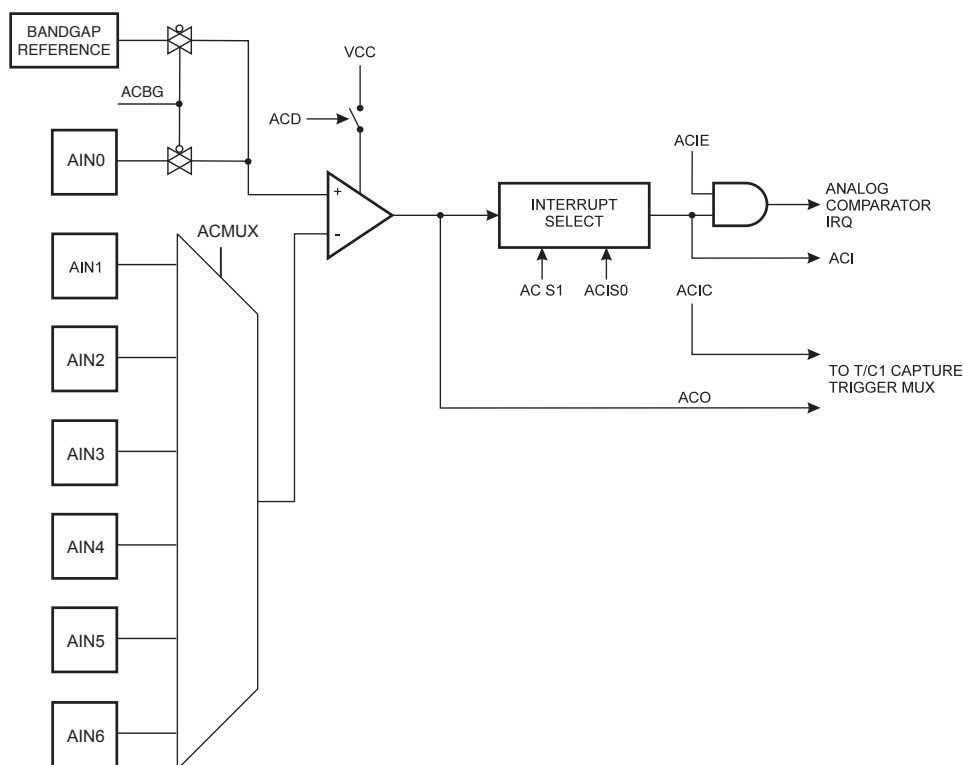 BANDGAP
REFERENCE
VCC
ACBG
ACD
AIN0
ACIE
+
-
INTERRUPT
SELECT
ANALOG
COMPARATOR
IRQ
ACMUX
AIN1
ACI
AC S1
ACIS0
ACIC
AIN2
TO T/C1 CAPTURE
TRIGGER MUX
ACO
AIN3
AIN4
AIN5
AIN6